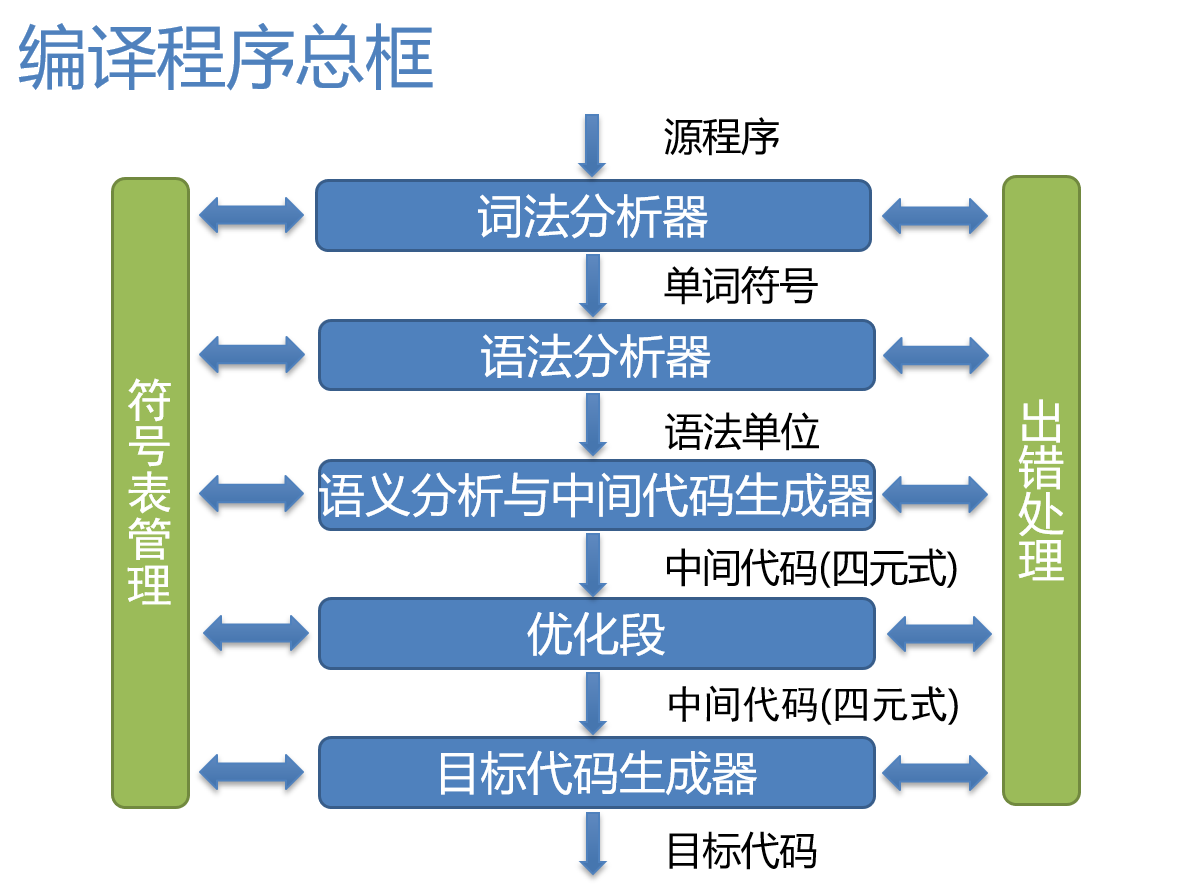 编译程序总框
源程序
词法分析器
单词符号
语法分析器
语法单位
语义分析与中间代码生成器
中间代码(四元式)
优化段
中间代码(四元式)
目标代码生成器
目标代码
符号表管理
出错处理